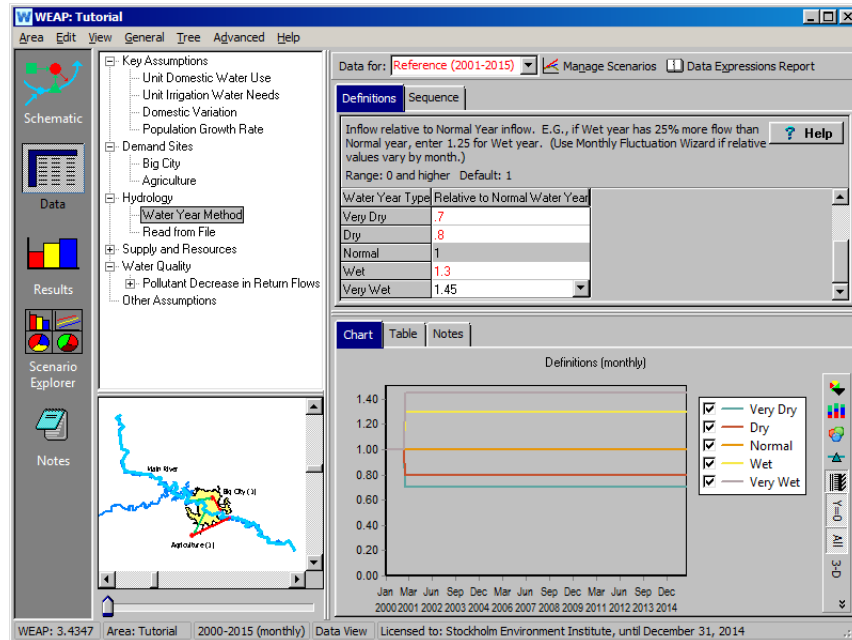 WEAP: Tutorial
Area Edit View General Tree Advanced Help
Schematic
Data
Results
Scenario
Explorer
Notes
Key Assumptions
Unit Domestic Water Use
Unit Irrigation Water Needs
Domestic Variation
Population Growth Rate
Demand Sites
Big City
Agriculture
Hydrology
Water Year Method
Read from File
Supply and Resources
Water Quality
Pollutant Decrease in Return Flows
Other Assumptions
Main River
Big City (1)
Agriculture (1)
Data for: Reference (2001-2015) Manage Scenarios Data Expressions Report
Definitions Sequence
Inflow relative to Normal Year inflow. E.G., if Wet year has 25% more flow than
Normal year, enter 1.25 for Wet year. (Use Monthly Fluctuation Wizard if relative
values vary by month.)
? Help
Range: 0 and higher Default: 1
Water Year Type Relative to Normal Water Year
Very Dry .7
Dry .8
Normal 1
Wet 1.3
Very Wet 1.45
Chart Table Notes
Definitions (monthly)
1.40
1.20
1.00
0.80
0.60
0.40
0.20
0.00
Jan Mar Jun Sep Dec Mar Jun Sep Dec Mar Jun Sep Dec
2000 2001 2002 2003 2004 2006 2007 2008 2009 2011 2012 2013 2014
Very Dry
Dry
Normal
Wet
Very Wet
Y=0
All
3-D
WEAP: 3.4347 Area: Tutorial 2000-2015 (monthly) Data View Licensed to: Stockholm Environment Institute, until December 31, 2014